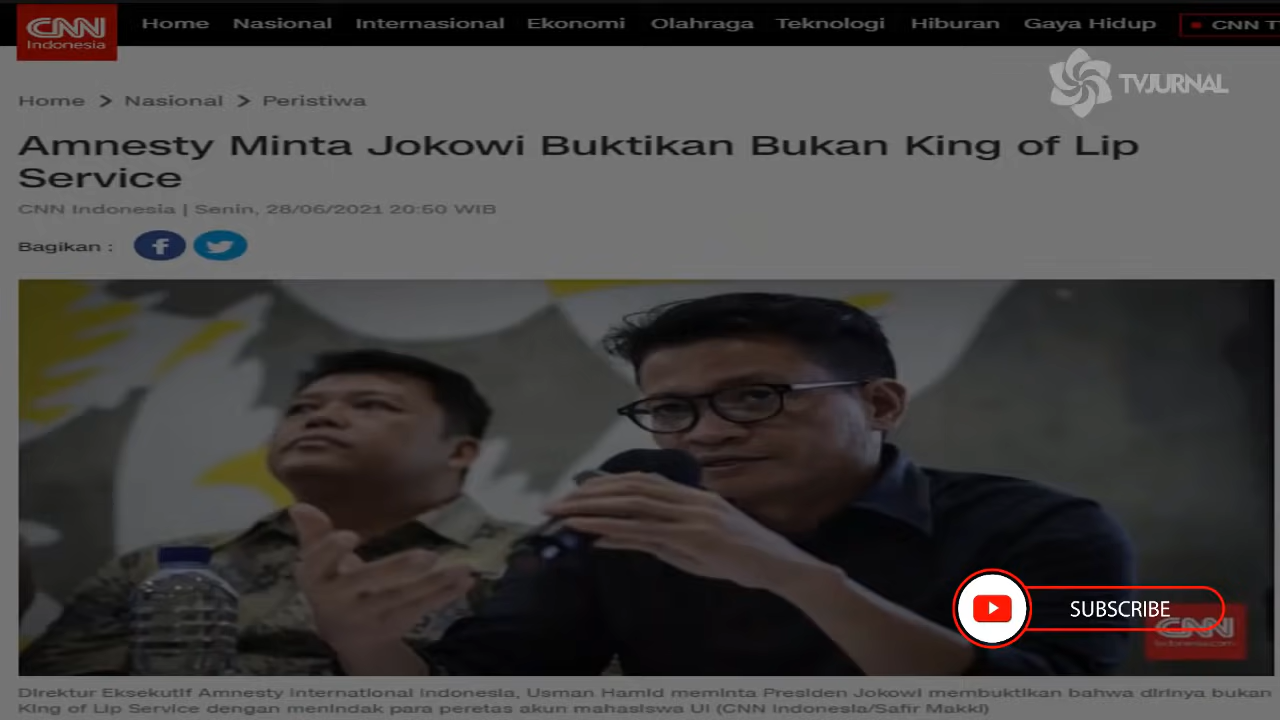 CNN Indonesia
Home Nasional Internasional Ekonomi Olahraga Teknologi Hiburan Gaya Hidup CNN T
TVJURNAL
Home > Nasional > Peristiwa
Amnesty Minta Jokowi Buktikan Bukan King of Lip
Service
CNN Indonesia | Senin, 28/06/2021 20:50 WIB
Bagikan :
SUBSCRIBE
CNN
Indonesia.com
Direktur Eksekutif Amnesty International Indonesia, Usman Hamid meminta Presiden Jokowi membuktikan bahwa dirinya bukan
King of Lip Service dengan menindak para peretas akun mahasiswa UI (CNN Indonesia/Safir Makki)